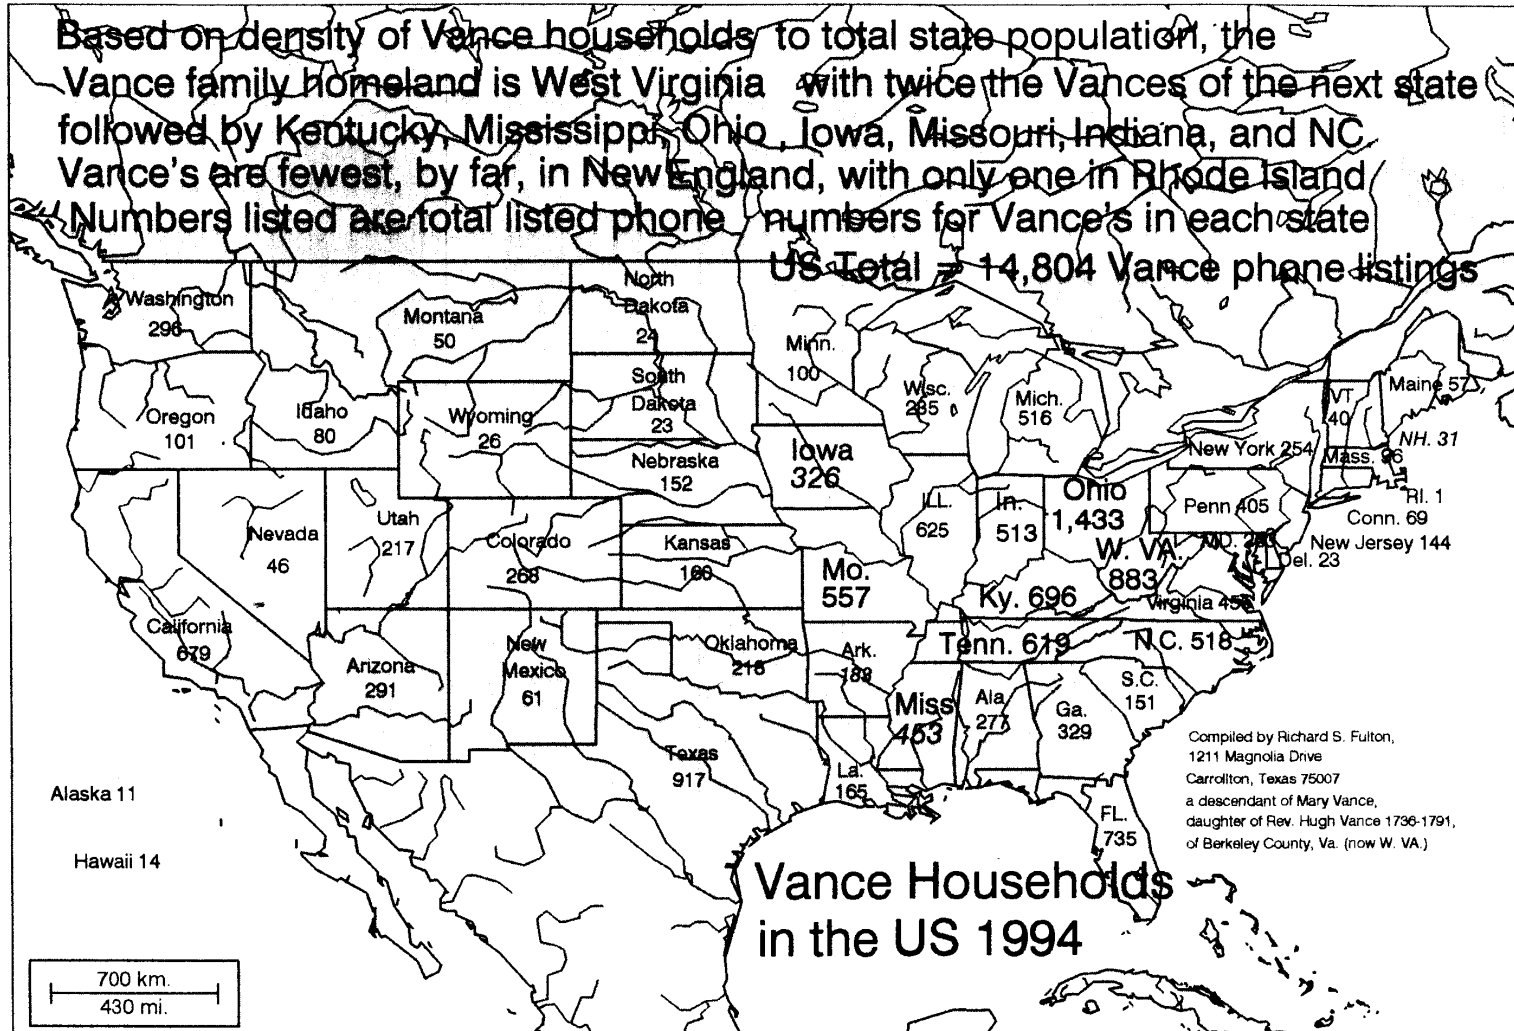 Based on density of Vance households to total state population, the
Vance family homeland is West Virginia with twice the Vances of the next state
followed by Kentucky, Mississippi, Ohio, Iowa, Missouri, Indiana, and NC.
Vance's are fewest, by far, in New England, with only one in Rhode Island
Numbers listed are total listed phone numbers for Vance's in each state
US Total = 14,804 Vance phone listings
Washington
296
Montana
50
North
Dakota
24
Minn.
100
Oregon
101
Idaho
80
Wyoming
26
South
Dakota
23
Wisc.
235
Mich.
516
VT
40
Maine 57
NH. 31
New York 254
Mass. 96
Iowa
326
Nebraska
152
RI. 1
Conn. 69
Nevada
46
Utah
217
Colorado
268
Kansas
ILL.
625
In.
513
Ohio
1,433
Penn 405
MD.
New Jersey 144
Del. 23
W. VA.
883
Mo.
557
Ky. 696
Virginia
California
679
Arizona
291
New
Mexico
61
Oklahoma
218
Ark.
Tenn. 619
N.C. 518
S.C.
151
Miss
453
Ala
277
Ga.
329
Texas
917
La.
165
FL.
735
Alaska 11
Hawaii 14
Compiled by Richard S. Fulton,
1211 Magnolia Drive
Carrollton, Texas 75007
a descendant of Mary Vance,
daughter of Rev. Hugh Vance 1736-1791,
of Berkeley County, Va. (now W. VA.)
Vance Households
in the US 1994
700 km.
430 mi.